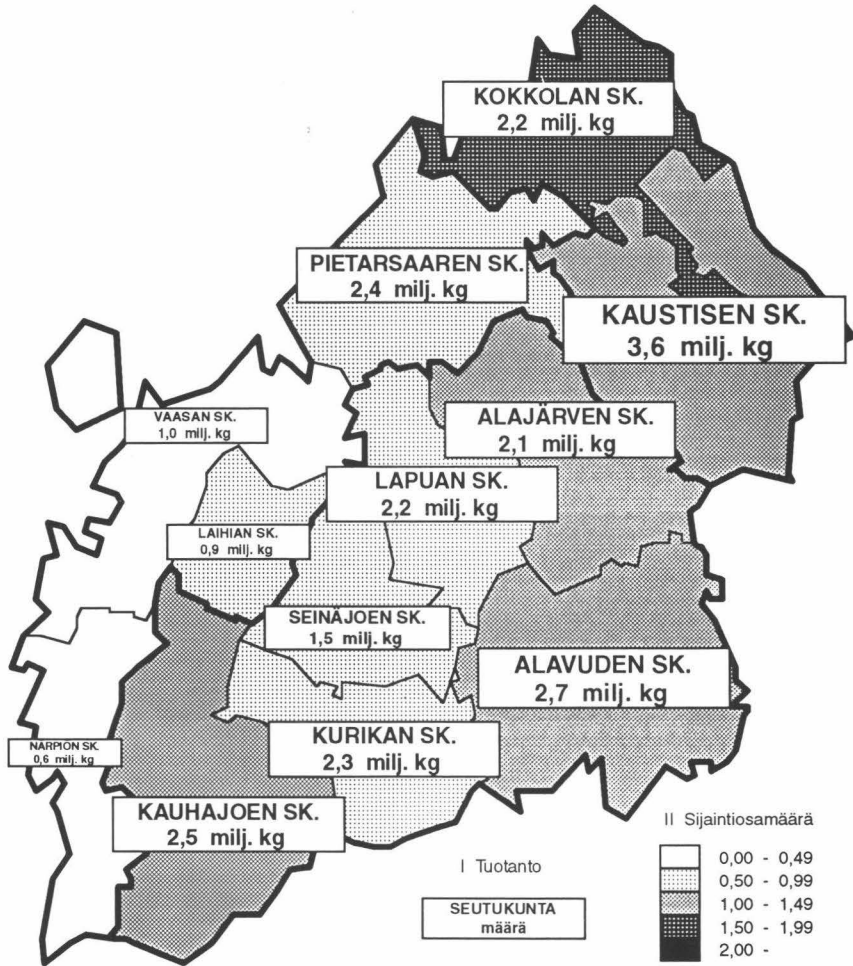 KOKKOLAN SK.
2,2 milj. kg
PIETARSAAREN SK.
2,4 milj. kg
KAUSTISEN SK.
3,6 milj. kg
VAASAN SK.
1,0 milj. kg
ALAJÄRVEN SK.
2,1 milj. kg
LAPUAN SK.
2,2 milj. kg
LAIHIAN SK.
0,9 milj. kg
SEINÄJOEN SK.
1,5 milj. kg
ALAVUDEN SK.
2,7 milj. kg
NÄRPIÖN SK.
0,6 milj. kg
KURIKAN SK.
2,3 milj. kg
KAUHAJOEN SK.
2,5 milj. kg
I Tuotanto
SEUTUKUNTA
määrä
II Sijaintiosamäärä
0,00 - 0,49
0,50 - 0,99
1,00 - 1,49
1,50 - 1,99
2,00 -